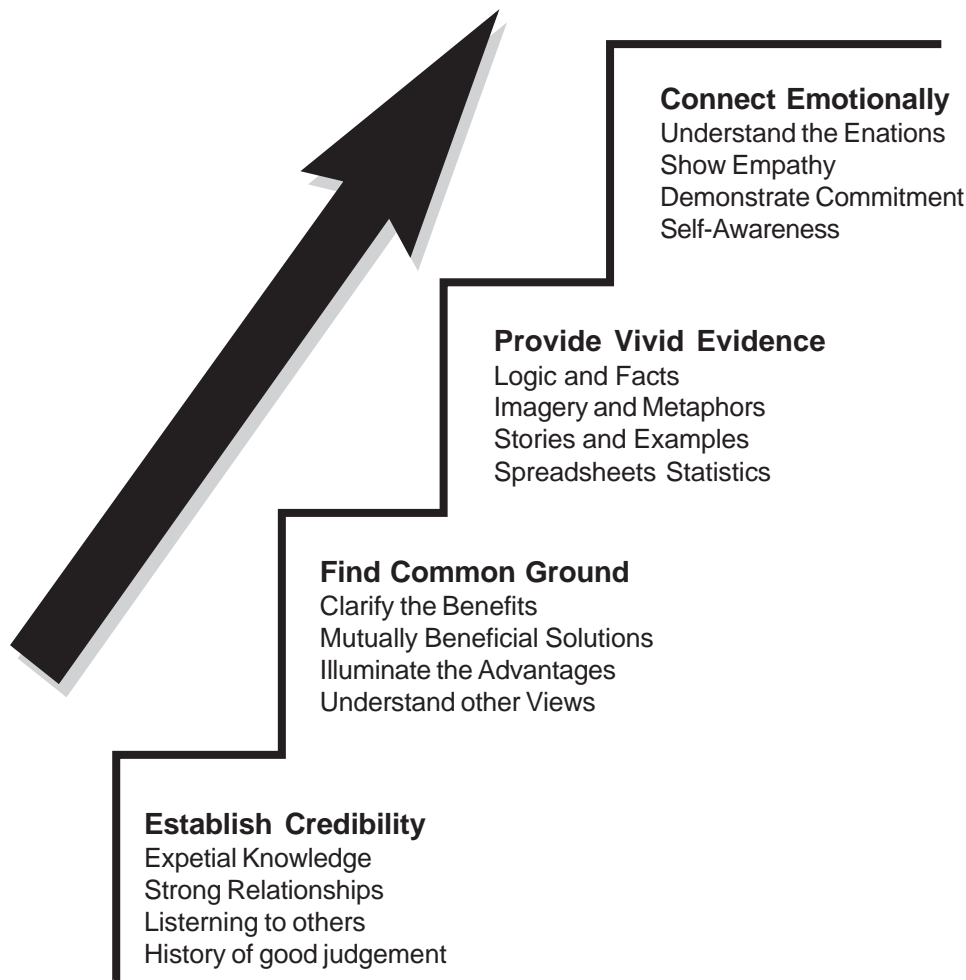 Connect Emotionally
Understand the Enations
Show Empathy
Demonstrate Commitment
Self-Awareness
Provide Vivid Evidence
Logic and Facts
Imagery and Metaphors
Stories and Examples
Spreadsheets Statistics
Find Common Ground
Clarify the Benefits
Mutually Beneficial Solutions
Illuminate the Advantages
Understand other Views
Establish Credibility
Expetial Knowledge
Strong Relationships
Listerning to others
History of good judgement